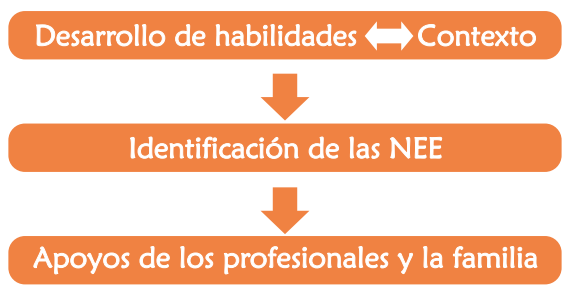 Desarrollo de habilidades ⟷ Contexto
Identificación de las NEE
Apoyos de los profesionales y la familia